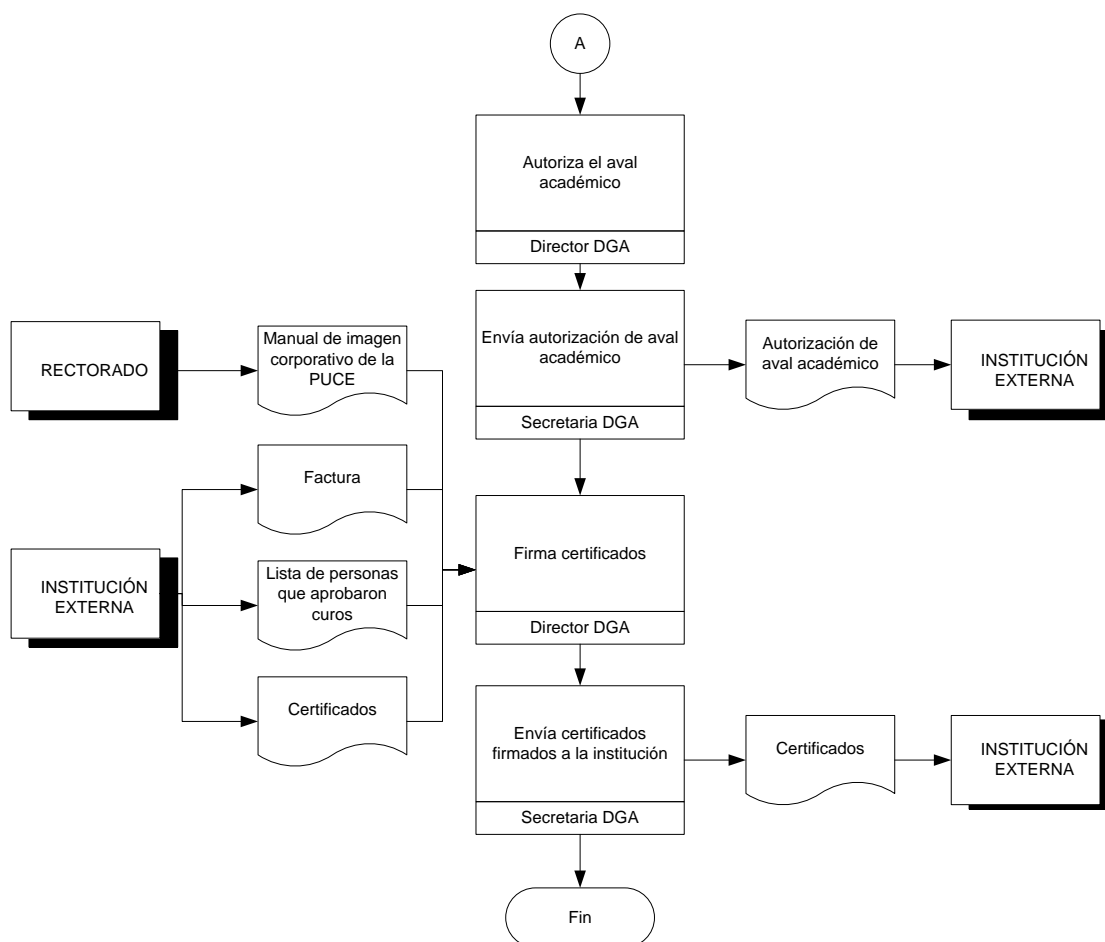 A
Autoriza el aval
académico
Director DGA
RECTORADO
Manual de imagen
corporativo de la
PUCE
Envía autorización de aval
académico
Secretaria DGA
Autorización de
aval académico
INSTITUCIÓN
EXTERNA
Factura
INSTITUCIÓN
EXTERNA
Lista de personas
que aprobaron
curos
Certificados
Firma certificados
Director DGA
Envía certificados
firmados a la institución
Secretaria DGA
Certificados
INSTITUCIÓN
EXTERNA
Fin